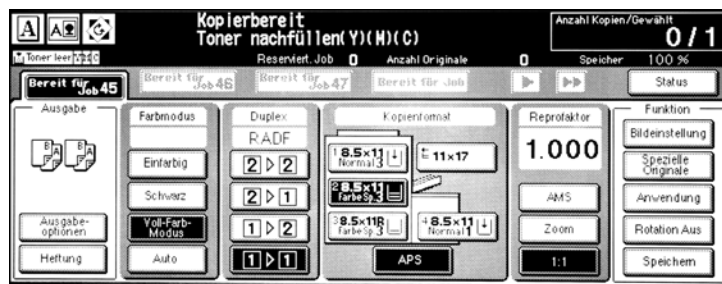 A A
Kopierbereit
Toner nachfüllen(Y)(M)(C)
Anzahl Kopien/Gewählt
0/1
Toner leer Y M C
Reserviert. Job 0 Anzahl Originale 0 Speicher 100 %
Bereit für Job 45
Bereit für Job 46
Bereit für Job 47
Bereit für Job
Status
Ausgabe
B A B A
Ausgabe-
optionen
Heftung
Farbmodus
Einfarbig
Schwarz
Voll-Farb-
Modus
Auto
Duplex
RADF
2 ▷ 2
2 ▷ 1
1 ▷ 2
1 ▷ 1
Kopienformat
1 8.5×11
Normal 3
11×17
2 8.5×11
Farbe Sp.3
3 8.5×11R
Farbe Sp.3
4 8.5×11
Normal 1
APS
Reprofaktor
1.000
AMS
Zoom
1:1
Funktion
Bildeinstellung
Spezielle
Originale
Anwendung
Rotation Aus
Speichern